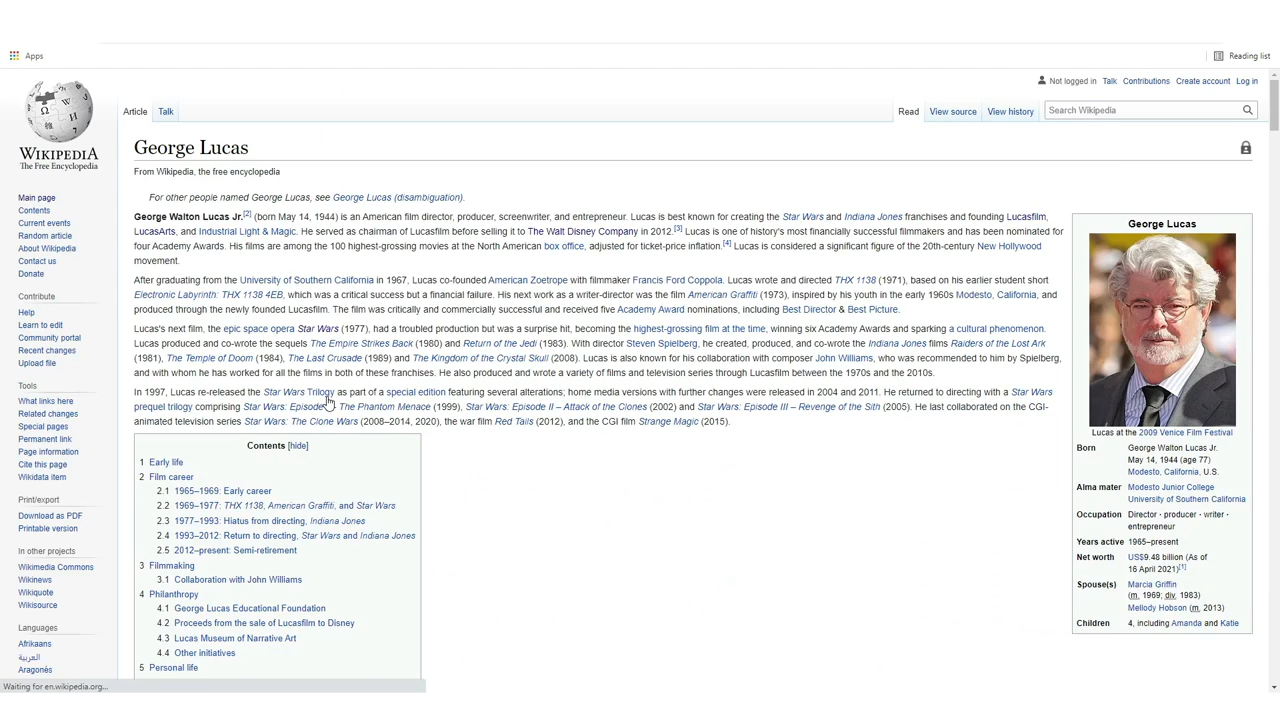 Apps
Reading list
Not logged in Talk Contributions Create account Log in
Article Talk
Read View source View history Search Wikipedia
WIKIPEDIA
The Free Encyclopedia
Main page
Contents
Current events
Random article
About Wikipedia
Contact us
Donate
Contribute
Help
Learn to edit
Community portal
Recent changes
Upload file
Tools
What links here
Related changes
Special pages
Permanent link
Page information
Cite this page
Wikidata item
Print/export
Download as PDF
Printable version
In other projects
Wikimedia Commons
Wikinews
Wikiquote
Wikisource
Languages
Afrikaans
العربية
Aragonés
George Lucas
From Wikipedia, the free encyclopedia
For other people named George Lucas, see George Lucas (disambiguation).
George Walton Lucas Jr.[2] (born May 14, 1944) is an American film director, producer, screenwriter, and entrepreneur. Lucas is best known for creating the Star Wars and Indiana Jones franchises and founding Lucasfilm,
LucasArts, and Industrial Light & Magic. He served as chairman of Lucasfilm before selling it to The Walt Disney Company in 2012.[3] Lucas is one of history's most financially successful filmmakers and has been nominated for
four Academy Awards. His films are among the 100 highest-grossing movies at the North American box office, adjusted for ticket-price inflation.[4] Lucas is considered a significant figure of the 20th-century New Hollywood
movement.
After graduating from the University of Southern California in 1967, Lucas co-founded American Zoetrope with filmmaker Francis Ford Coppola. Lucas wrote and directed THX 1138 (1971), based on his earlier student short
Electronic Labyrinth: THX 1138 4EB, which was a critical success but a financial failure. His next work as a writer-director was the film American Graffiti (1973), inspired by his youth in the early 1960s Modesto, California, and
produced through the newly founded Lucasfilm. The film was critically and commercially successful and received five Academy Award nominations, including Best Director & Best Picture.
Lucas's next film, the epic space opera Star Wars (1977), had a troubled production but was a surprise hit, becoming the highest-grossing film at the time, winning six Academy Awards and sparking a cultural phenomenon.
Lucas produced and co-wrote the sequels The Empire Strikes Back (1980) and Return of the Jedi (1983). With director Steven Spielberg, he created, produced, and co-wrote the Indiana Jones films Raiders of the Lost Ark
(1981), The Temple of Doom (1984), The Last Crusade (1989) and The Kingdom of the Crystal Skull (2008). Lucas is also known for his collaboration with composer John Williams, who was recommended to him by Spielberg,
and with whom he has worked for all the films in both of these franchises. He also produced and wrote a variety of films and television series through Lucasfilm between the 1970s and the 2010s.
In 1997, Lucas re-released the Star Wars Trilogy as part of a special edition featuring several alterations; home media versions with further changes were released in 2004 and 2011. He returned to directing with a Star Wars
prequel trilogy comprising Star Wars: Episode The Phantom Menace (1999), Star Wars: Episode II – Attack of the Clones (2002) and Star Wars: Episode III – Revenge of the Sith (2005). He last collaborated on the CGI-
animated television series Star Wars: The Clone Wars (2008–2014, 2020), the war film Red Tails (2012), and the CGI film Strange Magic (2015).
Contents [hide]
1 Early life
2 Film career
2.1 1965–1969: Early career
2.2 1969–1977: THX 1138, American Graffiti, and Star Wars
2.3 1977–1993: Hiatus from directing, Indiana Jones
2.4 1993–2012: Return to directing, Star Wars and Indiana Jones
2.5 2012–present: Semi-retirement
3 Filmmaking
3.1 Collaboration with John Williams
4 Philanthropy
4.1 George Lucas Educational Foundation
4.2 Proceeds from the sale of Lucasfilm to Disney
4.3 Lucas Museum of Narrative Art
4.4 Other initiatives
5 Personal life
George Lucas
Lucas at the 2009 Venice Film Festival
Born George Walton Lucas Jr.
May 14, 1944 (age 77)
Modesto, California, U.S.
Alma mater Modesto Junior College
University of Southern California
Occupation Director · producer · writer ·
entrepreneur
Years active 1965–present
Net worth US$9.48 billion (As of
16 April 2021)[1]
Spouse(s) Marcia Griffin
(m. 1969; div. 1983)
Mellody Hobson (m. 2013)
Children 4, including Amanda and Katie
Waiting for en.wikipedia.org...